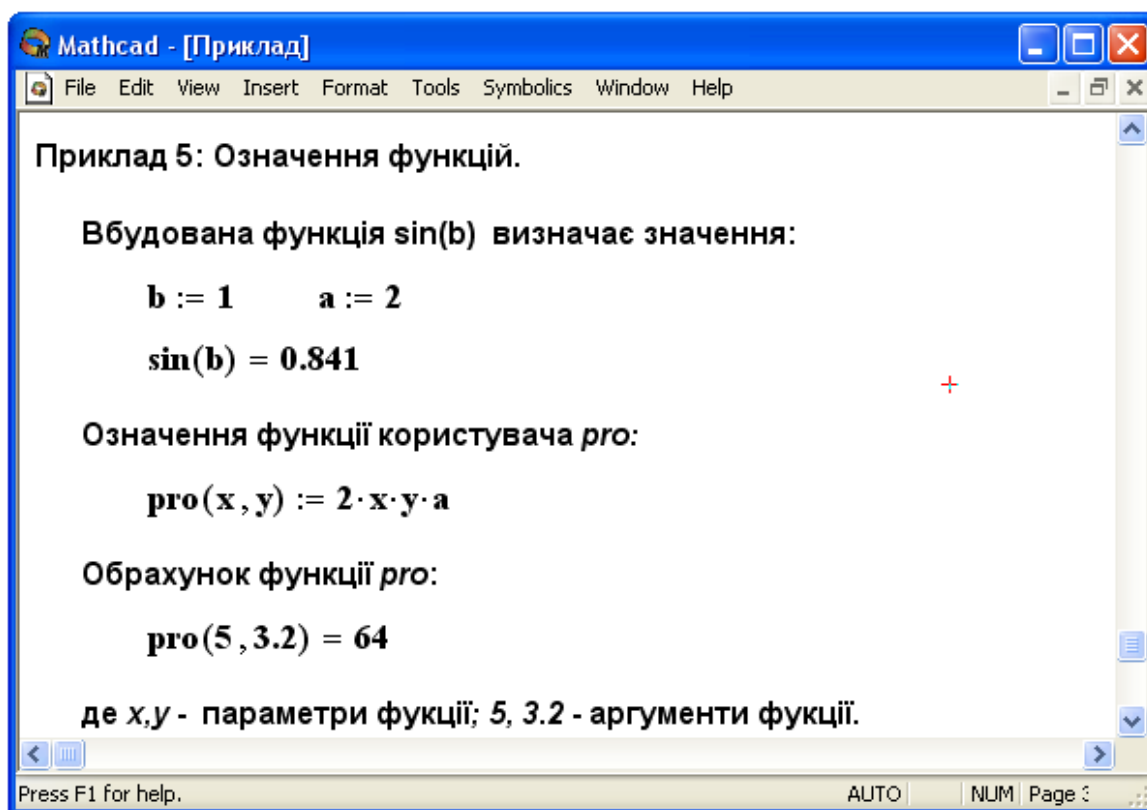 Mathcad - [Приклад]
File Edit View Insert Format Tools Symbolics Window Help
Приклад 5: Означення функцій.
Вбудована функція sin(b) визначає значення:
b := 1 a := 2
sin(b) = 0.841
Означення функції користувача pro:
pro(x,y) := 2·x·y·a
Обрахунок функції pro:
pro(5,3.2) = 64
де x,y - параметри фукції; 5, 3.2 - аргументи фукції.
Press F1 for help. AUTO NUM Page